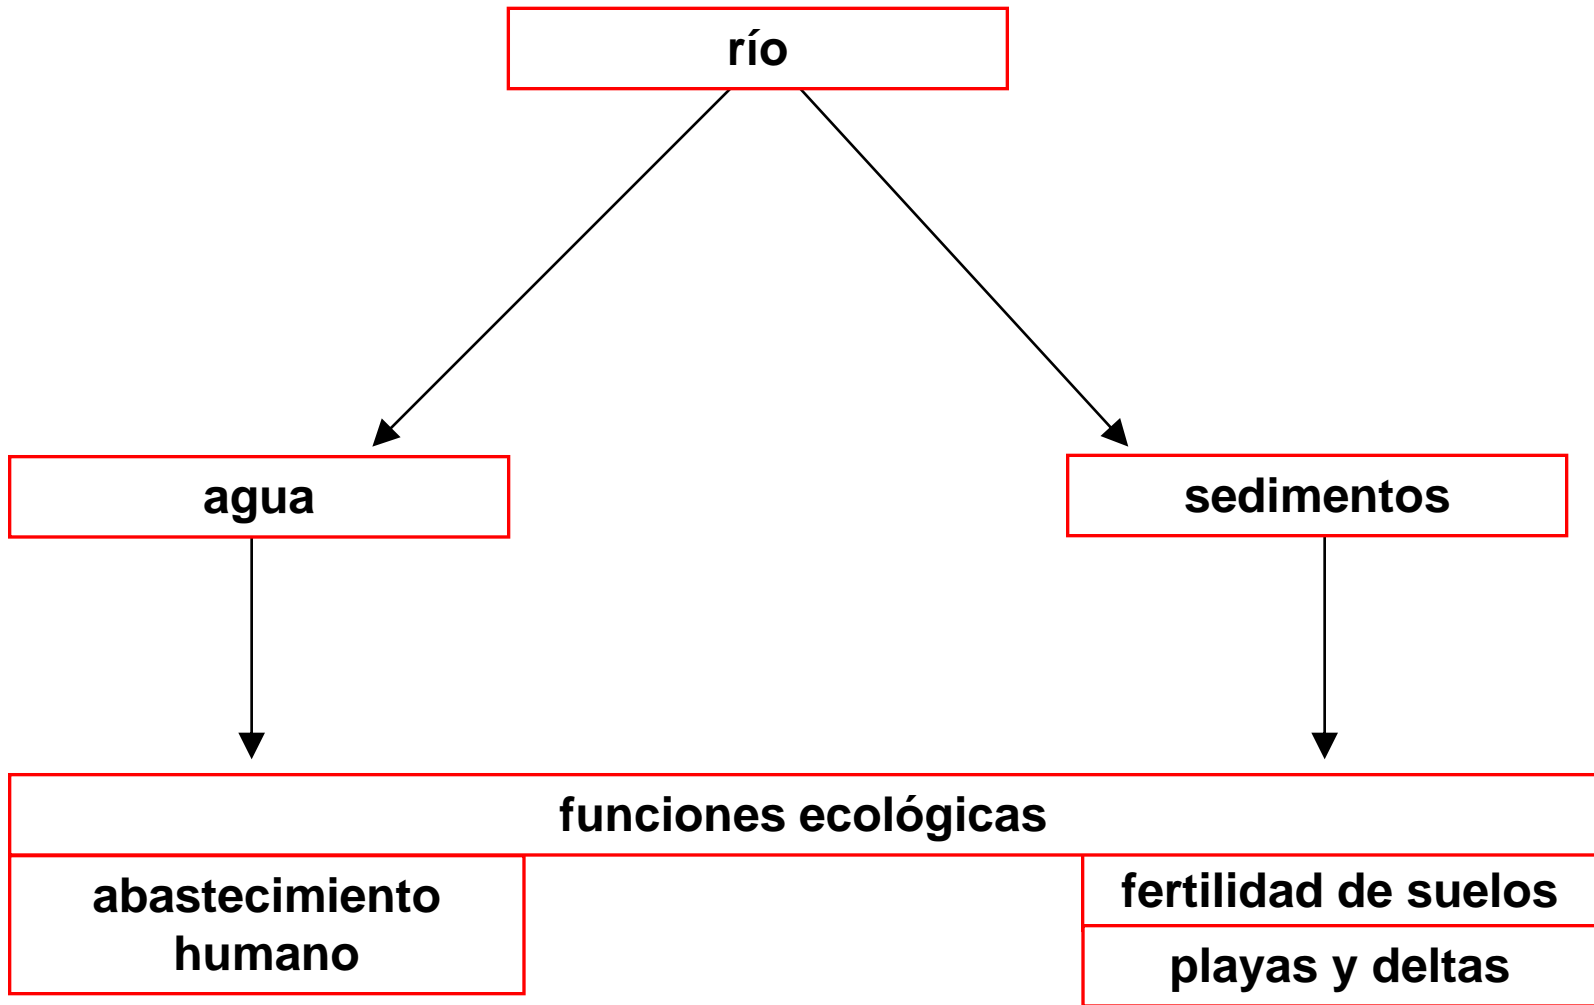 río
agua
sedimentos
funciones ecológicas
abastecimiento
humano
fertilidad de suelos
playas y deltas